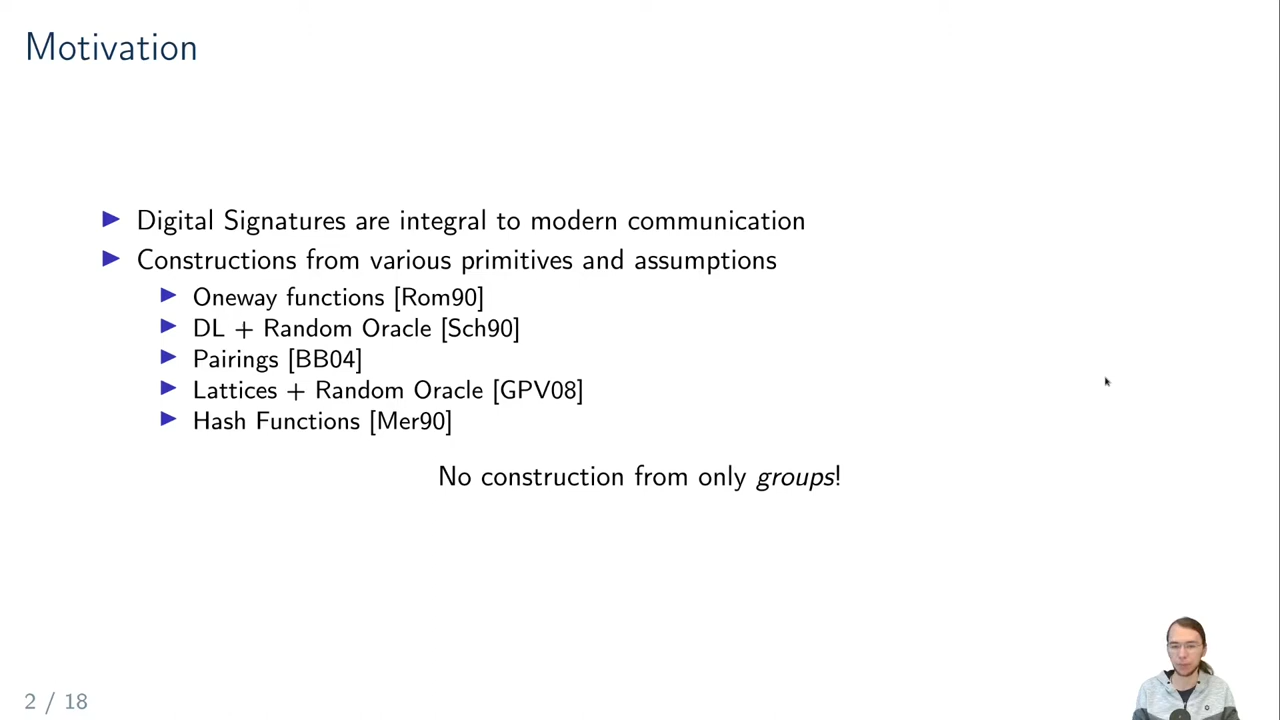 Motivation
Digital Signatures are integral to modern communication
Constructions from various primitives and assumptions
Oneway functions [Rom90]
DL + Random Oracle [Sch90]
Pairings [BB04]
Lattices + Random Oracle [GPV08]
Hash Functions [Mer90]
No construction from only groups!
2 / 18